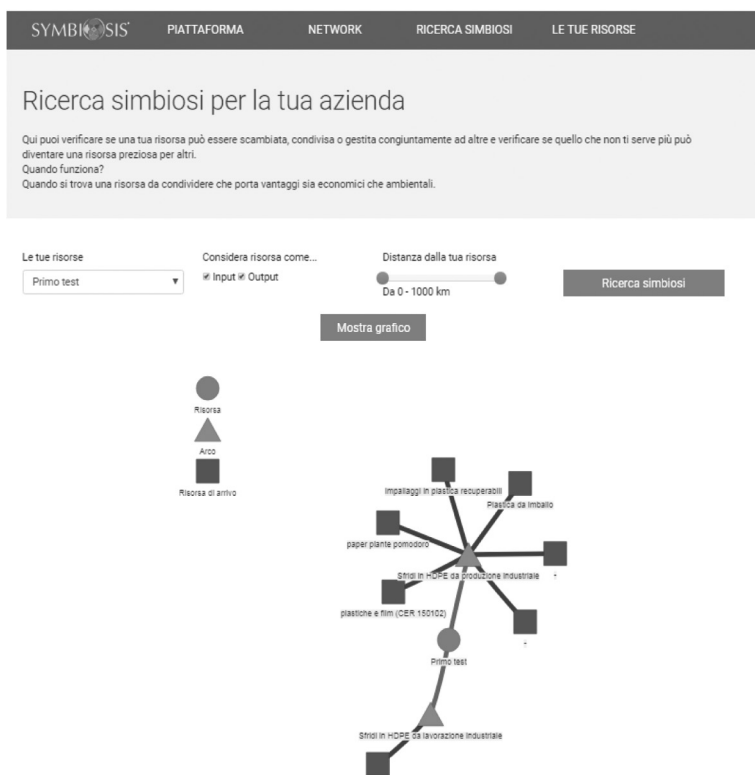 SYMBIOSIS PIATTAFORMA NETWORK RICERCA SIMBIOSI LE TUE RISORSE
Ricerca simbiosi per la tua azienda
Qui puoi verificare se una tua risorsa può essere scambiata, condivisa o gestita congiuntamente ad altre e verificare se quello che non ti serve più può
diventare una risorsa preziosa per altri.
Quando funziona?
Quando si trova una risorsa da condividere che porta vantaggi sia economici che ambientali.
Le tue risorse
Considera risorsa come...
Distanza dalla tua risorsa
Primo test
Input Output
Da 0 - 1000 km
Ricerca simbiosi
Mostra grafico
Risorsa
Arco
Risorsa di arrivo
Impallaggi in plastica recuperabili
Plastica da imballo
paper plante pomodoro
Sfridi in HDPE da produzione industriale
-
plastiche e film (CER 150102)
-
Primo test
Sfridi in HDPE da lavorazione industriale